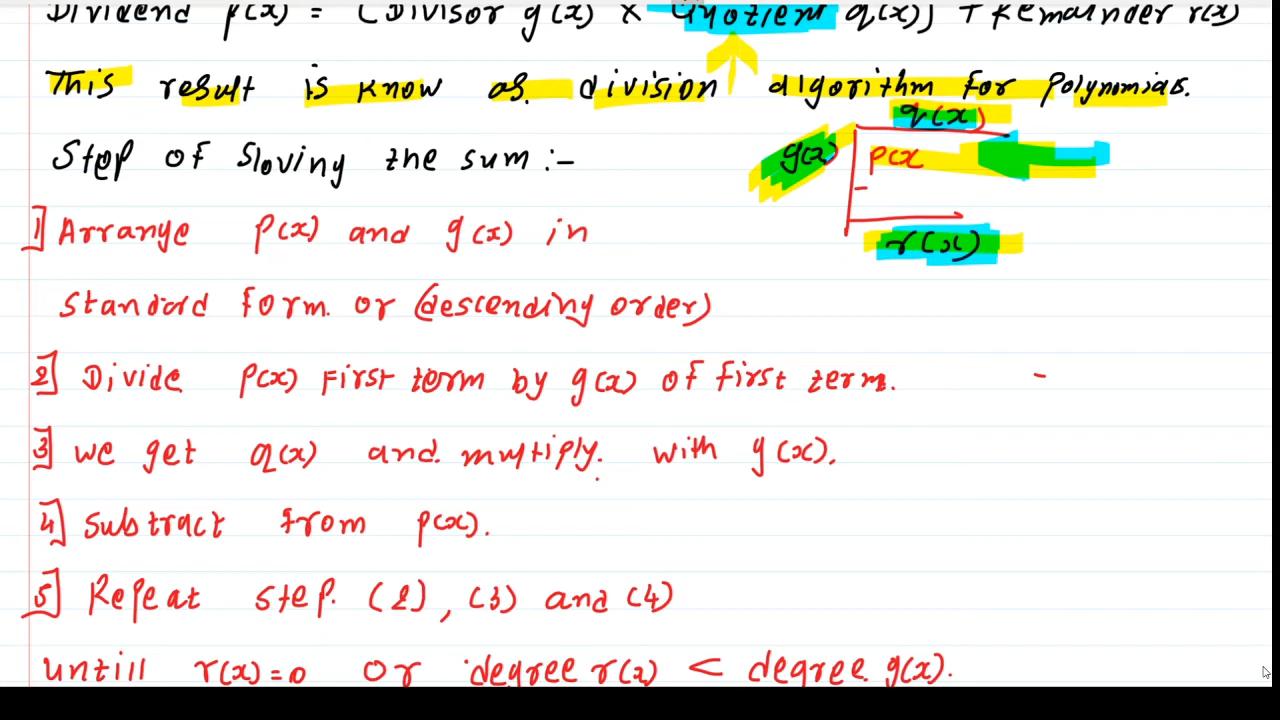 Dividend p(x) = (Divisor g(x) × Quotient q(x)) + Remainder r(x)
This result is know as division algorithm for polynomias.
q(x)
g(x) p(x
Step of sloving the sum :-
r(x)
1] Arrange p(x) and g(x) in
standard form. or (descending order)
2] Divide p(x) first term by g(x) of first term.
3] we get q(x) and multiply. with g(x).
4] subtract from p(x).
5] Repeat step. (2), (3) and (4)
untill r(x)=0 or degree r(x) < degree g(x).